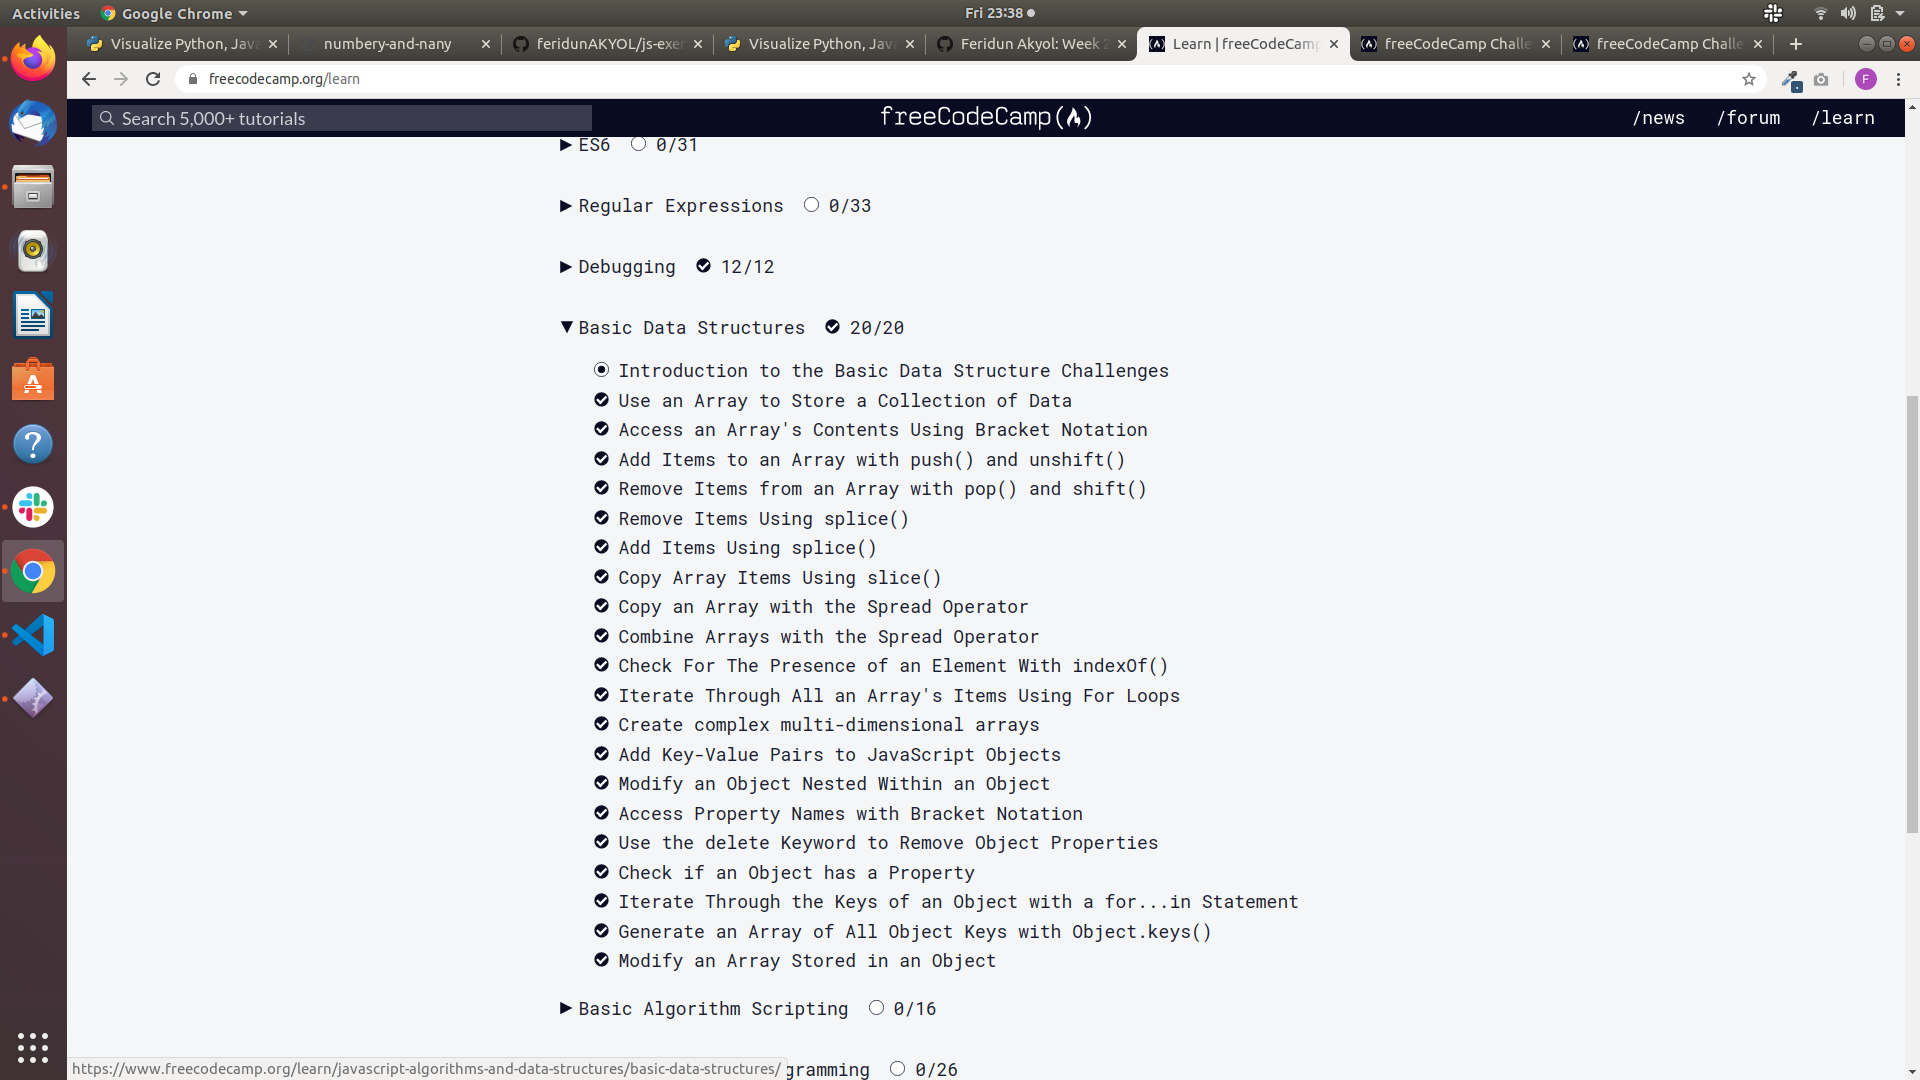 Activities
Google Chrome
Fri 23:38
Visualize Python, Java
numbery-and-nany
feridunAKYOL/js-exer
Visualize Python, Java
Feridun Akyol: Week 2
Learn | freeCodeCamp
freeCodeCamp Challe
freeCodeCamp Challe
freecodecamp.org/learn
F
Search 5,000+ tutorials
freeCodeCamp
/news
/forum
/learn
ES6 0/31
Regular Expressions 0/33
Debugging 12/12
Basic Data Structures 20/20
Introduction to the Basic Data Structure Challenges
Use an Array to Store a Collection of Data
Access an Array's Contents Using Bracket Notation
Add Items to an Array with push() and unshift()
Remove Items from an Array with pop() and shift()
Remove Items Using splice()
Add Items Using splice()
Copy Array Items Using slice()
Copy an Array with the Spread Operator
Combine Arrays with the Spread Operator
Check For The Presence of an Element With indexOf()
Iterate Through All an Array's Items Using For Loops
Create complex multi-dimensional arrays
Add Key-Value Pairs to JavaScript Objects
Modify an Object Nested Within an Object
Access Property Names with Bracket Notation
Use the delete Keyword to Remove Object Properties
Check if an Object has a Property
Iterate Through the Keys of an Object with a for...in Statement
Generate an Array of All Object Keys with Object.keys()
Modify an Array Stored in an Object
Basic Algorithm Scripting 0/16
gramming 0/26
https://www.freecodecamp.org/learn/javascript-algorithms-and-data-structures/basic-data-structures/